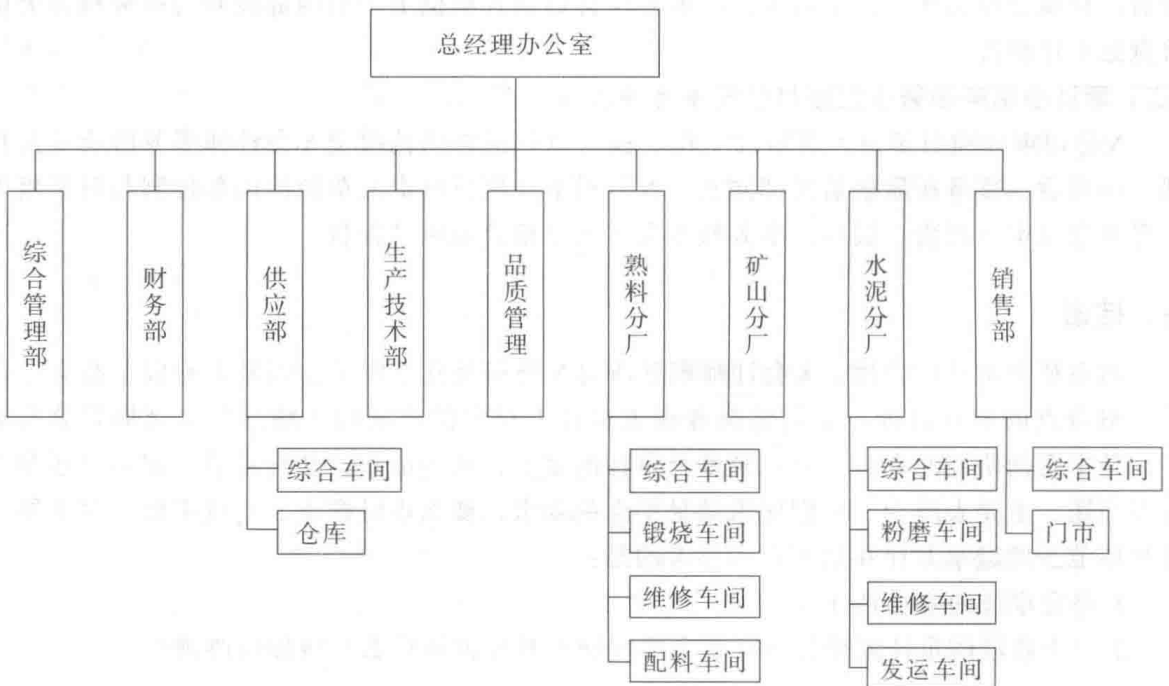 总经理办公室
综合管理部
财务部
供应部
生产技术部
品质管理
熟料分厂
矿山分厂
水泥分厂
销售部
综合车间
仓库
综合车间
锻烧车间
维修车间
配料车间
综合车间
粉磨车间
维修车间
发运车间
综合车间
门市